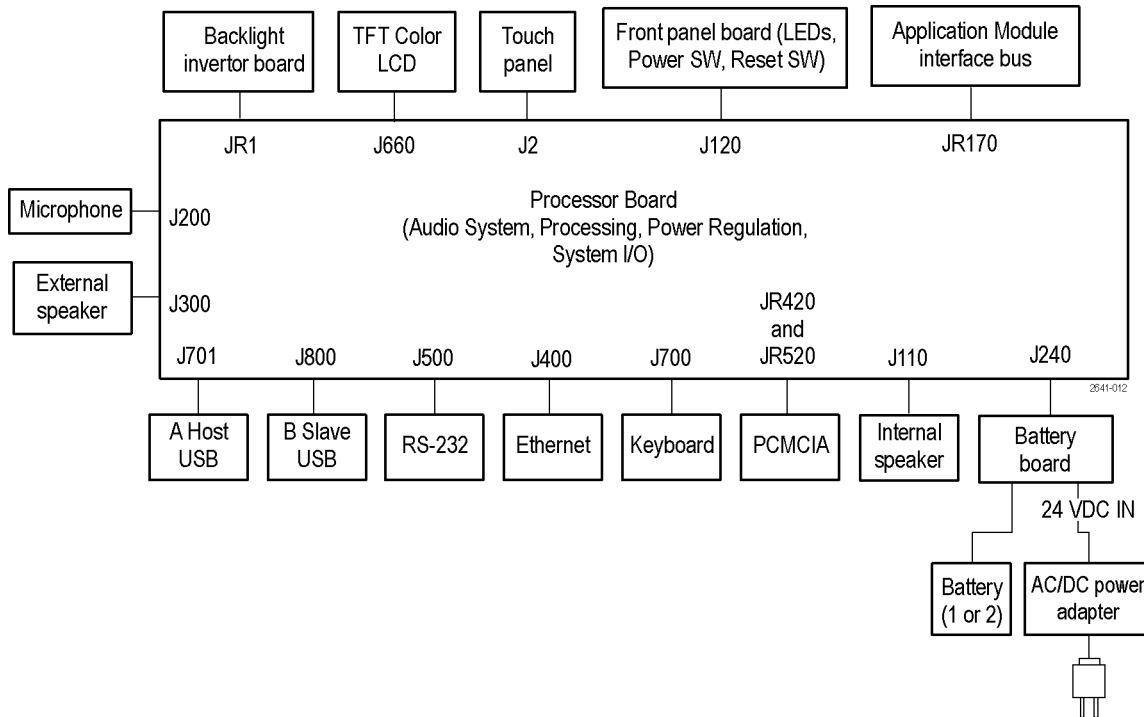 Backlight
invertor board
TFT Color
LCD
Touch
panel
Front panel board (LEDs,
Power SW, Reset SW)
Application Module
interface bus
JR1
J660
J2
J120
JR170
Microphone
J200
Processor Board
(Audio System, Processing, Power Regulation,
System I/O)
External
speaker
J300
JR420
and
JR520
J701
J800
J500
J400
J700
J110
J240
2641-012
A Host
USB
B Slave
USB
RS-232
Ethernet
Keyboard
PCMCIA
Internal
speaker
Battery
board
24 VDC IN
Battery
(1 or 2)
AC/DC power
adapter